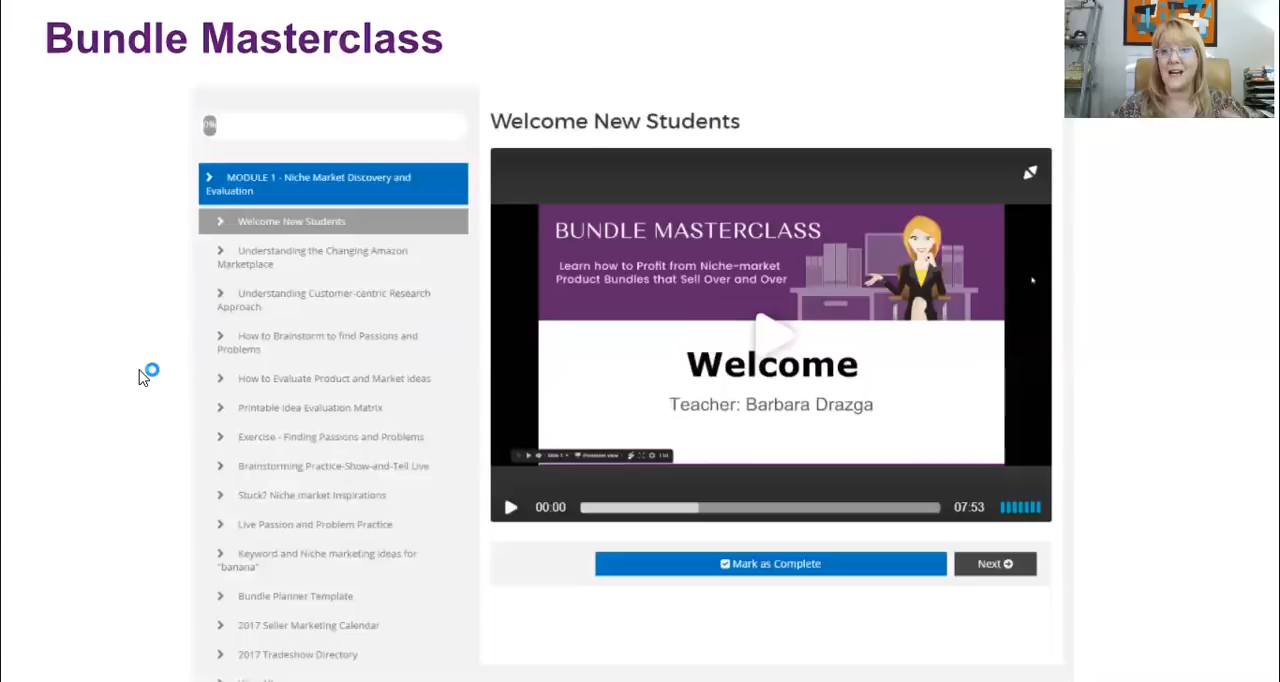 Bundle Masterclass
0%
MODULE 1 - Niche Market Discovery and
Evaluation
Welcome New Students
Understanding the Changing Amazon
Marketplace
Understanding Customer-centric Research
Approach
How to Brainstorm to find Passions and
Problems
How to Evaluate Product and Market Ideas
Printable Idea Evaluation Matrix
Exercise - Finding Passions and Problems
Brainstorming Practice-Show-and-Tell Live
Stuck? Niche market Inspirations
Live Passion and Problem Practice
Keyword and Niche marketing ideas for
"banana"
Bundle Planner Template
2017 Seller Marketing Calendar
2017 Tradeshow Directory
Welcome New Students
BUNDLE MASTERCLASS
Learn how to Profit from Niche-market
Product Bundles that Sell Over and Over
Welcome
Teacher: Barbara Drazga
00:00
07:53
Mark as Complete
Next